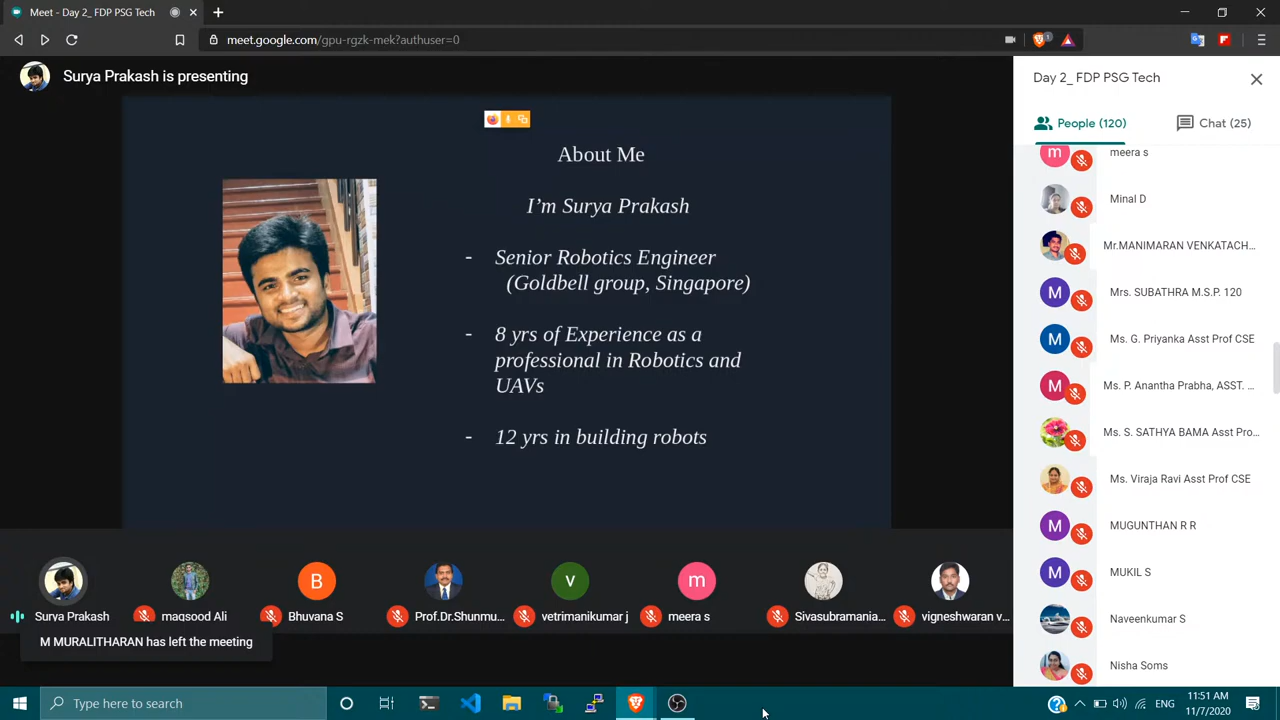 Meet - Day 2_ FDP PSG Tech
meet.google.com/gpu-rgzk-mek?authuser=0
1
Surya Prakash is presenting
About Me
I’m Surya Prakash
- Senior Robotics Engineer
(Goldbell group, Singapore)
- 8 yrs of Experience as a
professional in Robotics and
UAVs
- 12 yrs in building robots
Surya Prakash
maqsood Ali
B
Bhuvana S
Prof.Dr.Shunmu...
v
vetrimanikumar j
m
meera s
Sivasubramania...
vigneshwaran v...
M MURALITHARAN has left the meeting
Day 2_ FDP PSG Tech
People (120)
Chat (25)
m
meera s
Minal D
Mr.MANIMARAN VENKATACH...
M
Mrs. SUBATHRA M.S.P. 120
M
Ms. G. Priyanka Asst Prof CSE
M
Ms. P. Anantha Prabha, ASST. ...
Ms. S. SATHYA BAMA Asst Pro...
Ms. Viraja Ravi Asst Prof CSE
M
MUGUNTHAN R R
M
MUKIL S
Naveenkumar S
Nisha Soms
Type here to search
ENG
11:51 AM
11/7/2020